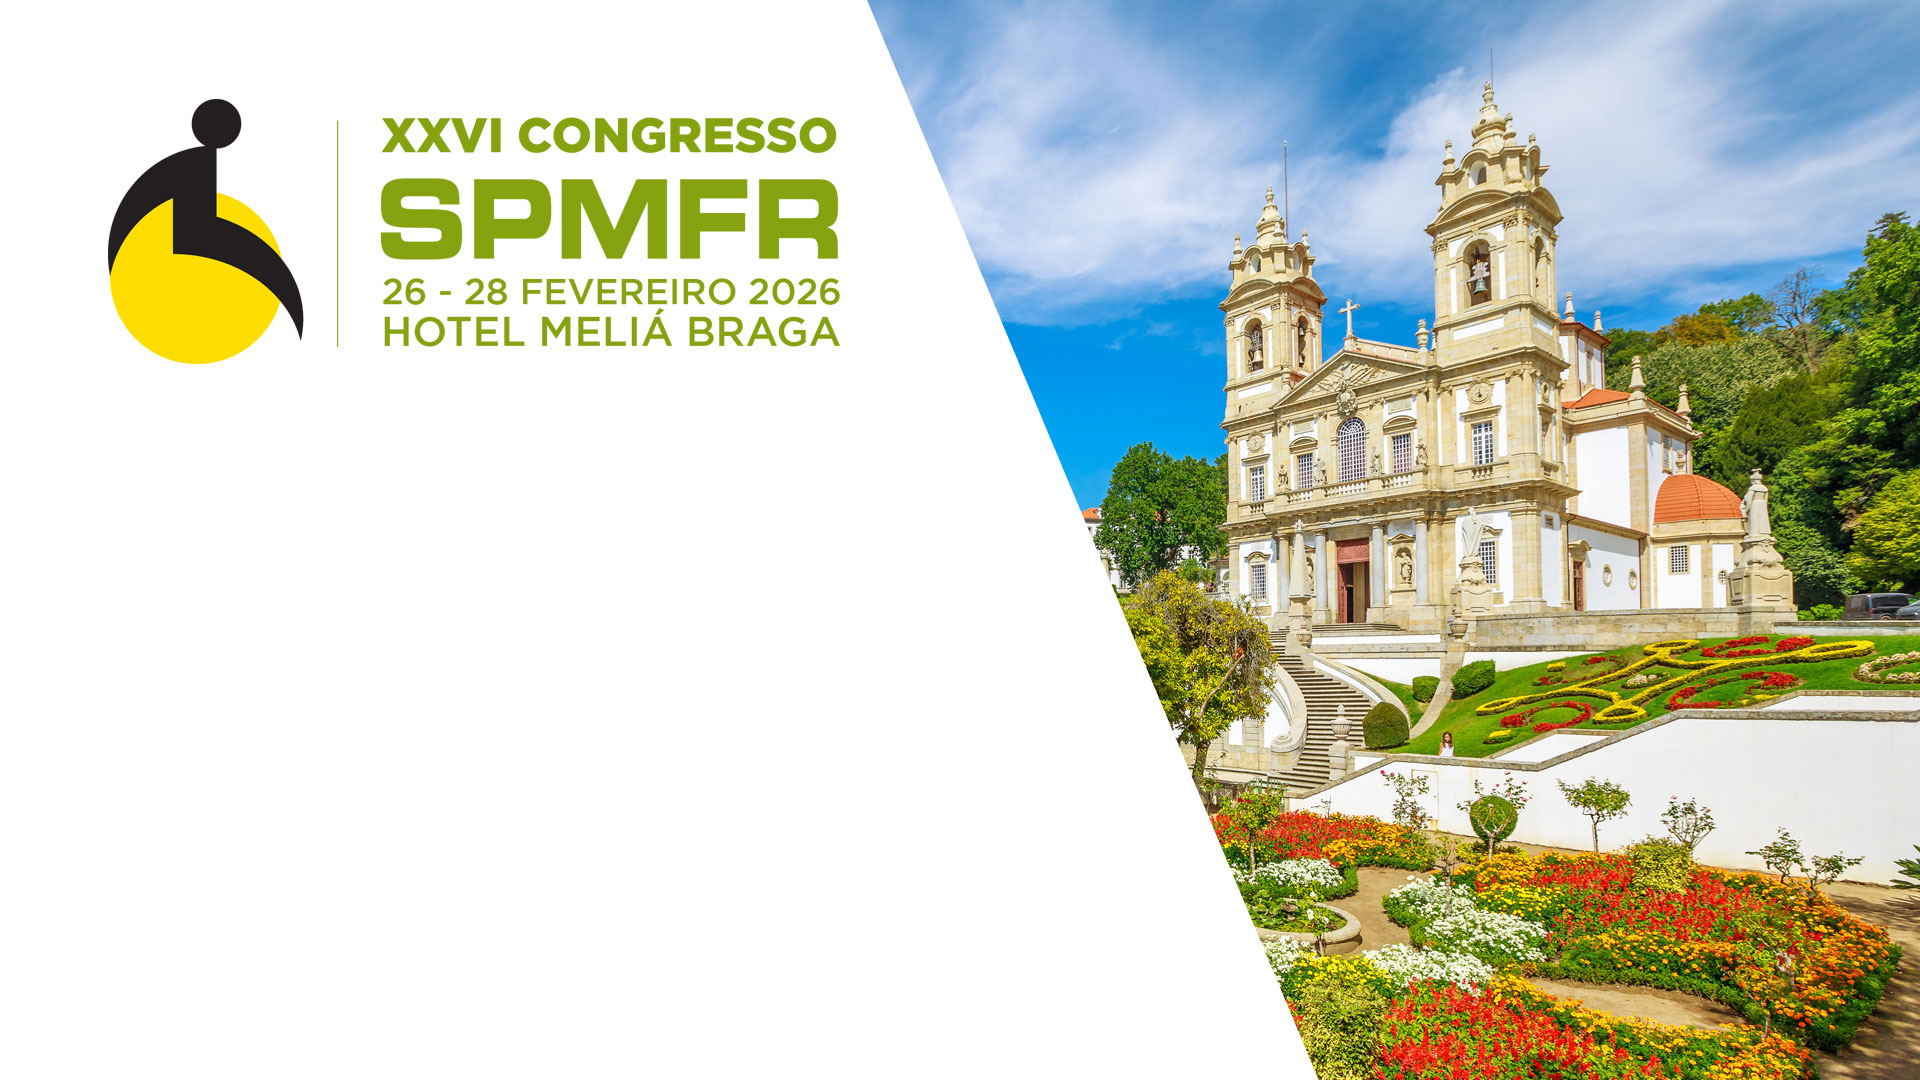 XXVI CONGRESSO
SPMFR
26 - 28 FEVEREIRO 2026
HOTEL MELIÁ BRAGA